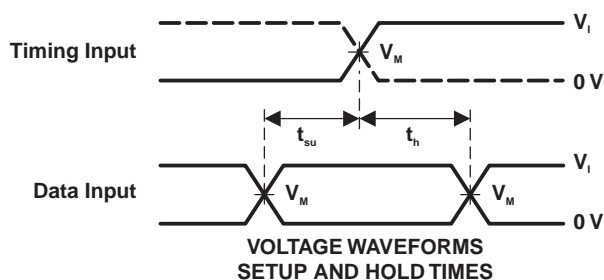 V_I
Timing Input
V_M
0 V
t_su
t_h
V_I
Data Input
V_M
V_M
0 V
VOLTAGE WAVEFORMS
SETUP AND HOLD TIMES